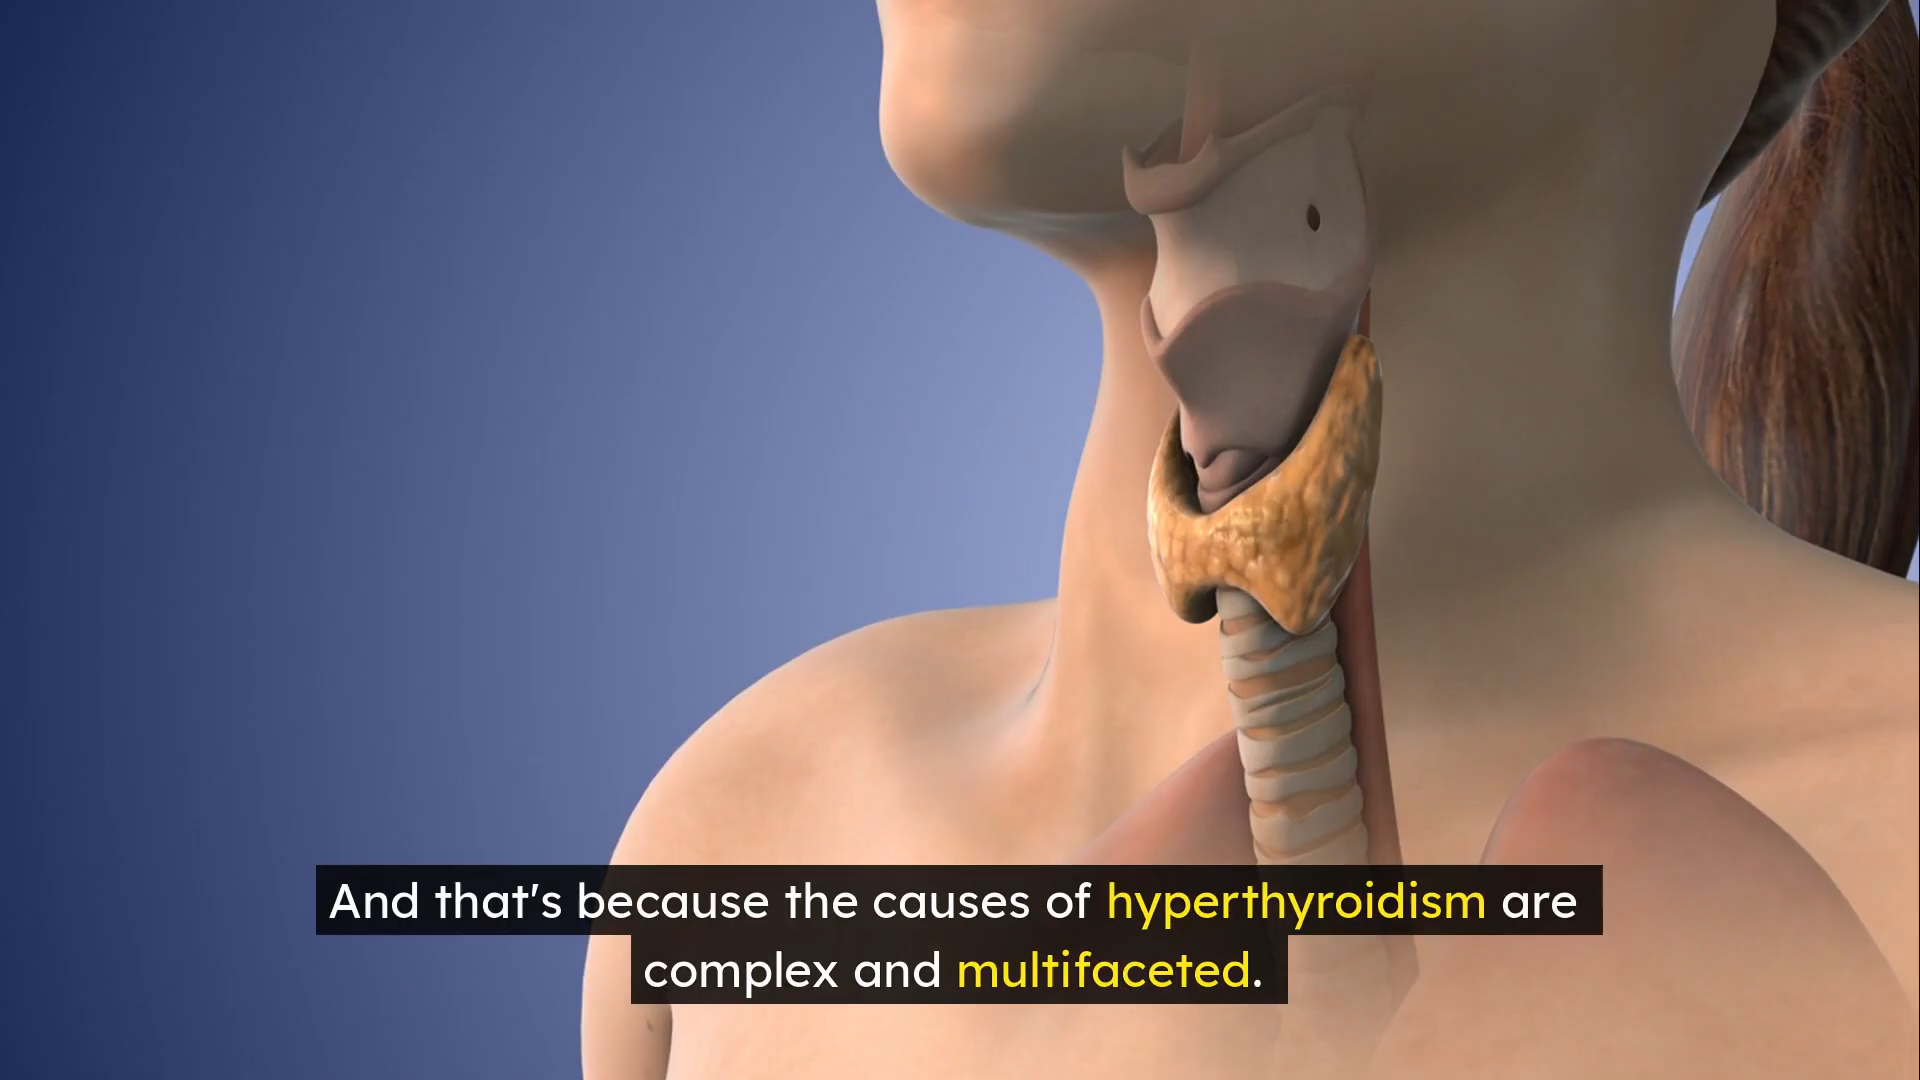 And that's because the causes of hyperthyroidism are
complex and multifaceted.